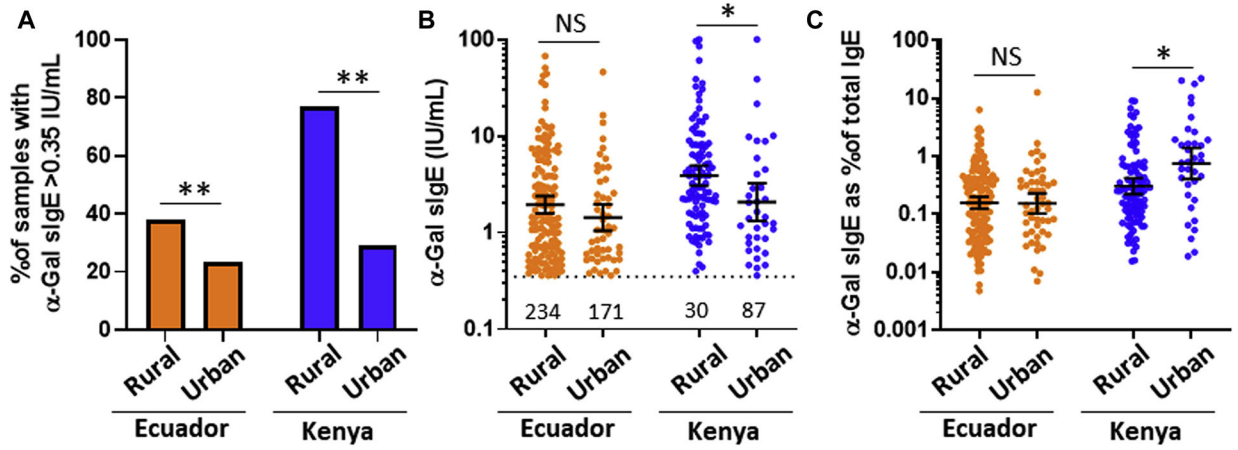 A
%of samples with
α-Gal sIgE >0.35 IU/mL
100
80
60
40
20
0
**
**
Rural
Urban
Rural
Urban
Ecuador
Kenya
B
α-Gal sIgE (IU/mL)
100
10
1
0.1
NS
*
234
171
30
87
Rural
Urban
Rural
Urban
Ecuador
Kenya
C
α-Gal sIgE as %of total IgE
100
10
1
0.1
0.01
0.001
NS
*
Rural
Urban
Rural
Urban
Ecuador
Kenya